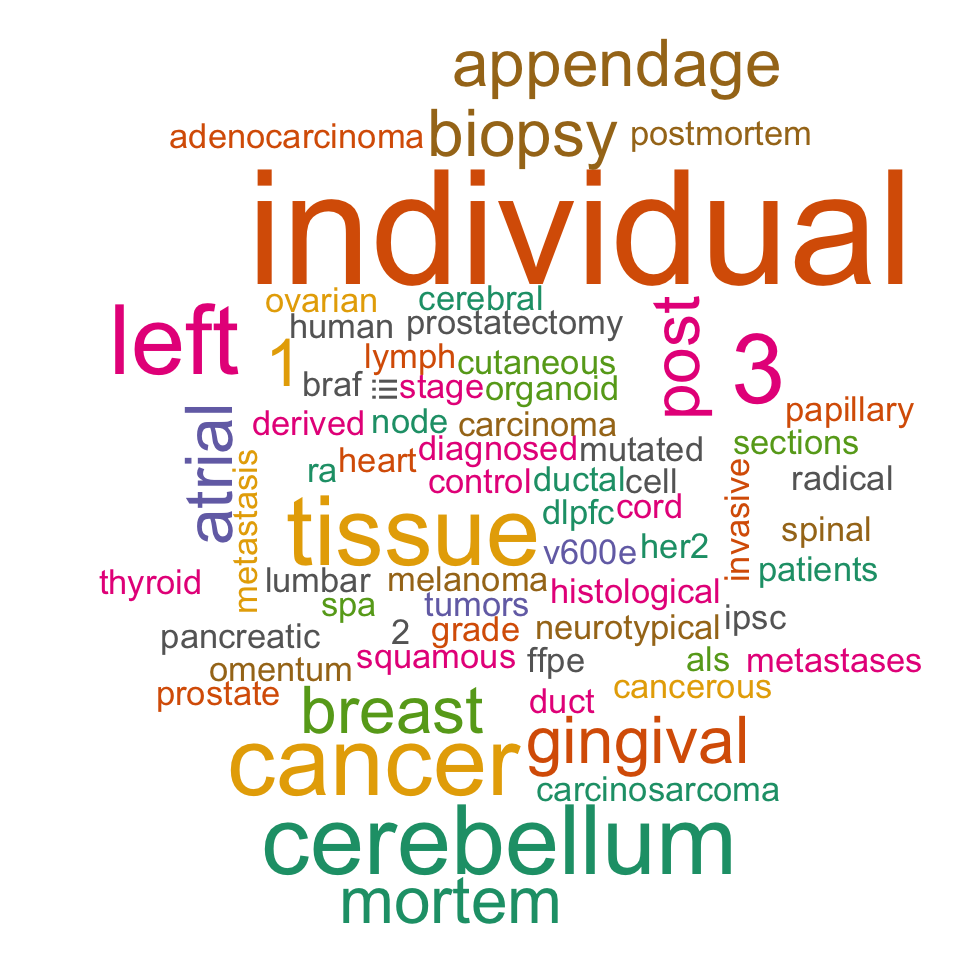 appendage
adenocarcinoma biopsy postmortem
individual
ovarian cerebral
left human prostatectomy post
1 lymph cutaneous 3
braf iii stage organoid
derived node carcinoma papillary
atrial diagnosed mutated sections
ra heart
metastasis control ductal cell invasive radical
tissue dlpfc cord spinal
v600e her2
thyroid lumbar melanoma histological patients
spa tumors ipsc
pancreatic 2 grade neurotypical
omentum squamous ffpe als metastases
prostate breast duct cancerous
cancer gingival
carcinosarcoma
cerebellum
mortem